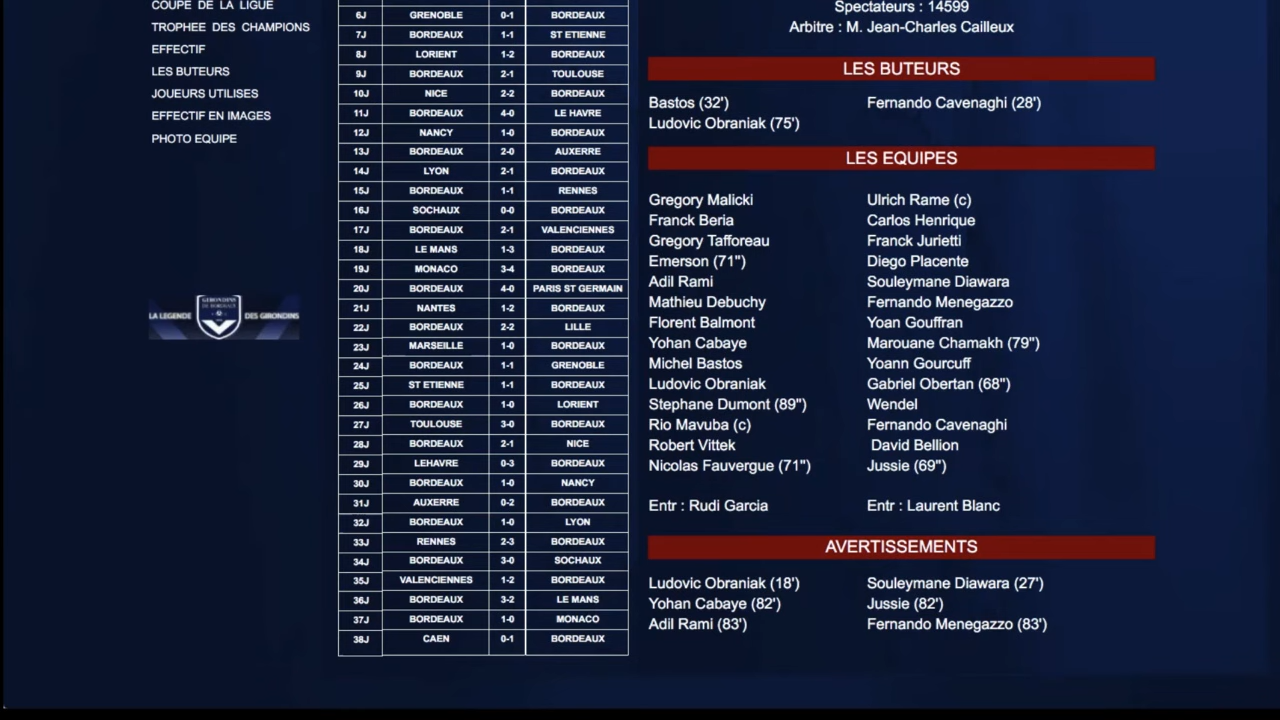 COUPE DE LA LIGUE
TROPHEE DES CHAMPIONS
EFFECTIF
LES BUTEURS
JOUEURS UTILISES
EFFECTIF EN IMAGES
PHOTO EQUIPE
LA LEGENDE GIRONDINS DE BORDEAUX DES GIRONDINS
6J GRENOBLE 0-1 BORDEAUX
7J BORDEAUX 1-1 ST ETIENNE
8J LORIENT 1-2 BORDEAUX
9J BORDEAUX 2-1 TOULOUSE
10J NICE 2-2 BORDEAUX
11J BORDEAUX 4-0 LE HAVRE
12J NANCY 1-0 BORDEAUX
13J BORDEAUX 2-0 AUXERRE
14J LYON 2-1 BORDEAUX
15J BORDEAUX 1-1 RENNES
16J SOCHAUX 0-0 BORDEAUX
17J BORDEAUX 2-1 VALENCIENNES
18J LE MANS 1-3 BORDEAUX
19J MONACO 3-4 BORDEAUX
20J BORDEAUX 4-0 PARIS ST GERMAIN
21J NANTES 1-2 BORDEAUX
22J BORDEAUX 2-2 LILLE
23J MARSEILLE 1-0 BORDEAUX
24J BORDEAUX 1-1 GRENOBLE
25J ST ETIENNE 1-1 BORDEAUX
26J BORDEAUX 1-0 LORIENT
27J TOULOUSE 3-0 BORDEAUX
28J BORDEAUX 2-1 NICE
29J LEHAVRE 0-3 BORDEAUX
30J BORDEAUX 1-0 NANCY
31J AUXERRE 0-2 BORDEAUX
32J BORDEAUX 1-0 LYON
33J RENNES 2-3 BORDEAUX
34J BORDEAUX 3-0 SOCHAUX
35J VALENCIENNES 1-2 BORDEAUX
36J BORDEAUX 3-2 LE MANS
37J BORDEAUX 1-0 MONACO
38J CAEN 0-1 BORDEAUX
Spectateurs : 14599
Arbitre : M. Jean-Charles Cailleux
LES BUTEURS
Bastos (32') Fernando Cavenaghi (28')
Ludovic Obraniak (75')
LES EQUIPES
Gregory Malicki Ulrich Rame (c)
Franck Beria Carlos Henrique
Gregory Tafforeau Franck Jurietti
Emerson (71") Diego Placente
Adil Rami Souleymane Diawara
Mathieu Debuchy Fernando Menegazzo
Florent Balmont Yoan Gouffran
Yohan Cabaye Marouane Chamakh (79")
Michel Bastos Yoann Gourcuff
Ludovic Obraniak Gabriel Obertan (68")
Stephane Dumont (89") Wendel
Rio Mavuba (c) Fernando Cavenaghi
Robert Vittek David Bellion
Nicolas Fauvergue (71") Jussie (69")
Entr : Rudi Garcia Entr : Laurent Blanc
AVERTISSEMENTS
Ludovic Obraniak (18') Souleymane Diawara (27')
Yohan Cabaye (82') Jussie (82')
Adil Rami (83') Fernando Menegazzo (83')